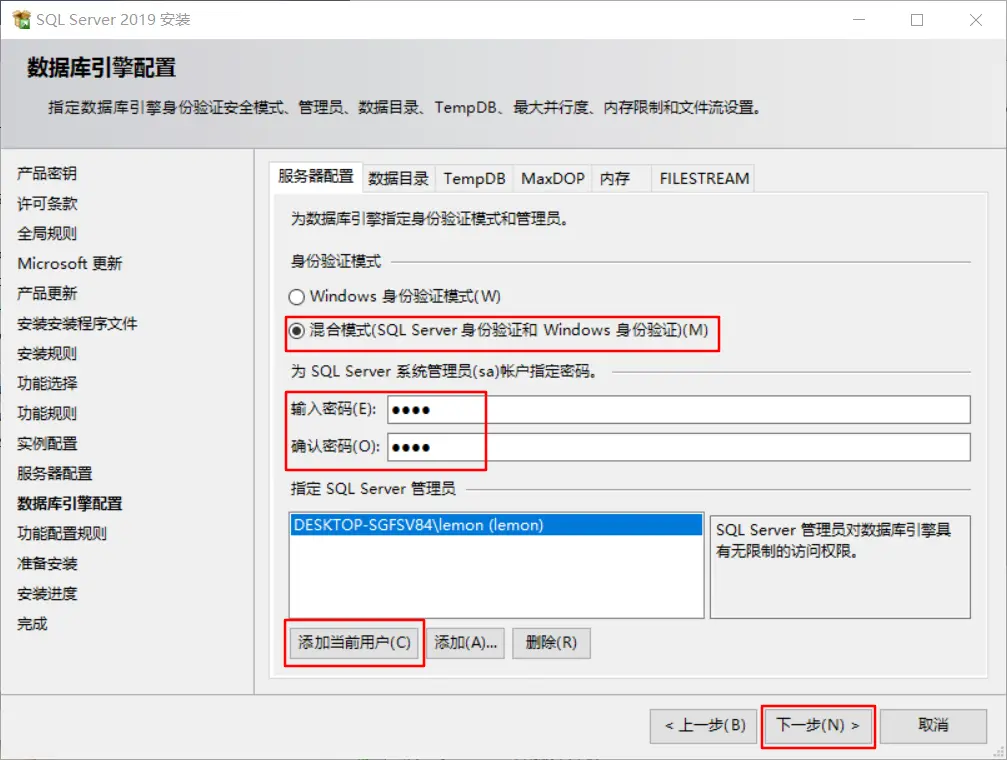 SQL Server 2019 安装
数据库引擎配置
指定数据库引擎身份验证安全模式、管理员、数据目录、TempDB、最大并行度、内存限制和文件流设置。
产品密钥
许可条款
全局规则
Microsoft 更新
产品更新
安装安装程序文件
安装规则
功能选择
功能规则
实例配置
服务器配置
数据库引擎配置
功能配置规则
准备安装
安装进度
完成
服务器配置 数据目录 TempDB MaxDOP 内存 FILESTREAM
为数据库引擎指定身份验证模式和管理员。
身份验证模式
Windows 身份验证模式(W)
混合模式(SQL Server 身份验证和 Windows 身份验证)(M)
为 SQL Server 系统管理员(sa)帐户指定密码。
输入密码(E): ●●●●
确认密码(O): ●●●●
指定 SQL Server 管理员
DESKTOP-SGFSV84\lemon (lemon)
SQL Server 管理员对数据库引擎具
有无限制的访问权限。
添加当前用户(C) 添加(A)... 删除(R)
< 上一步(B) 下一步(N) > 取消